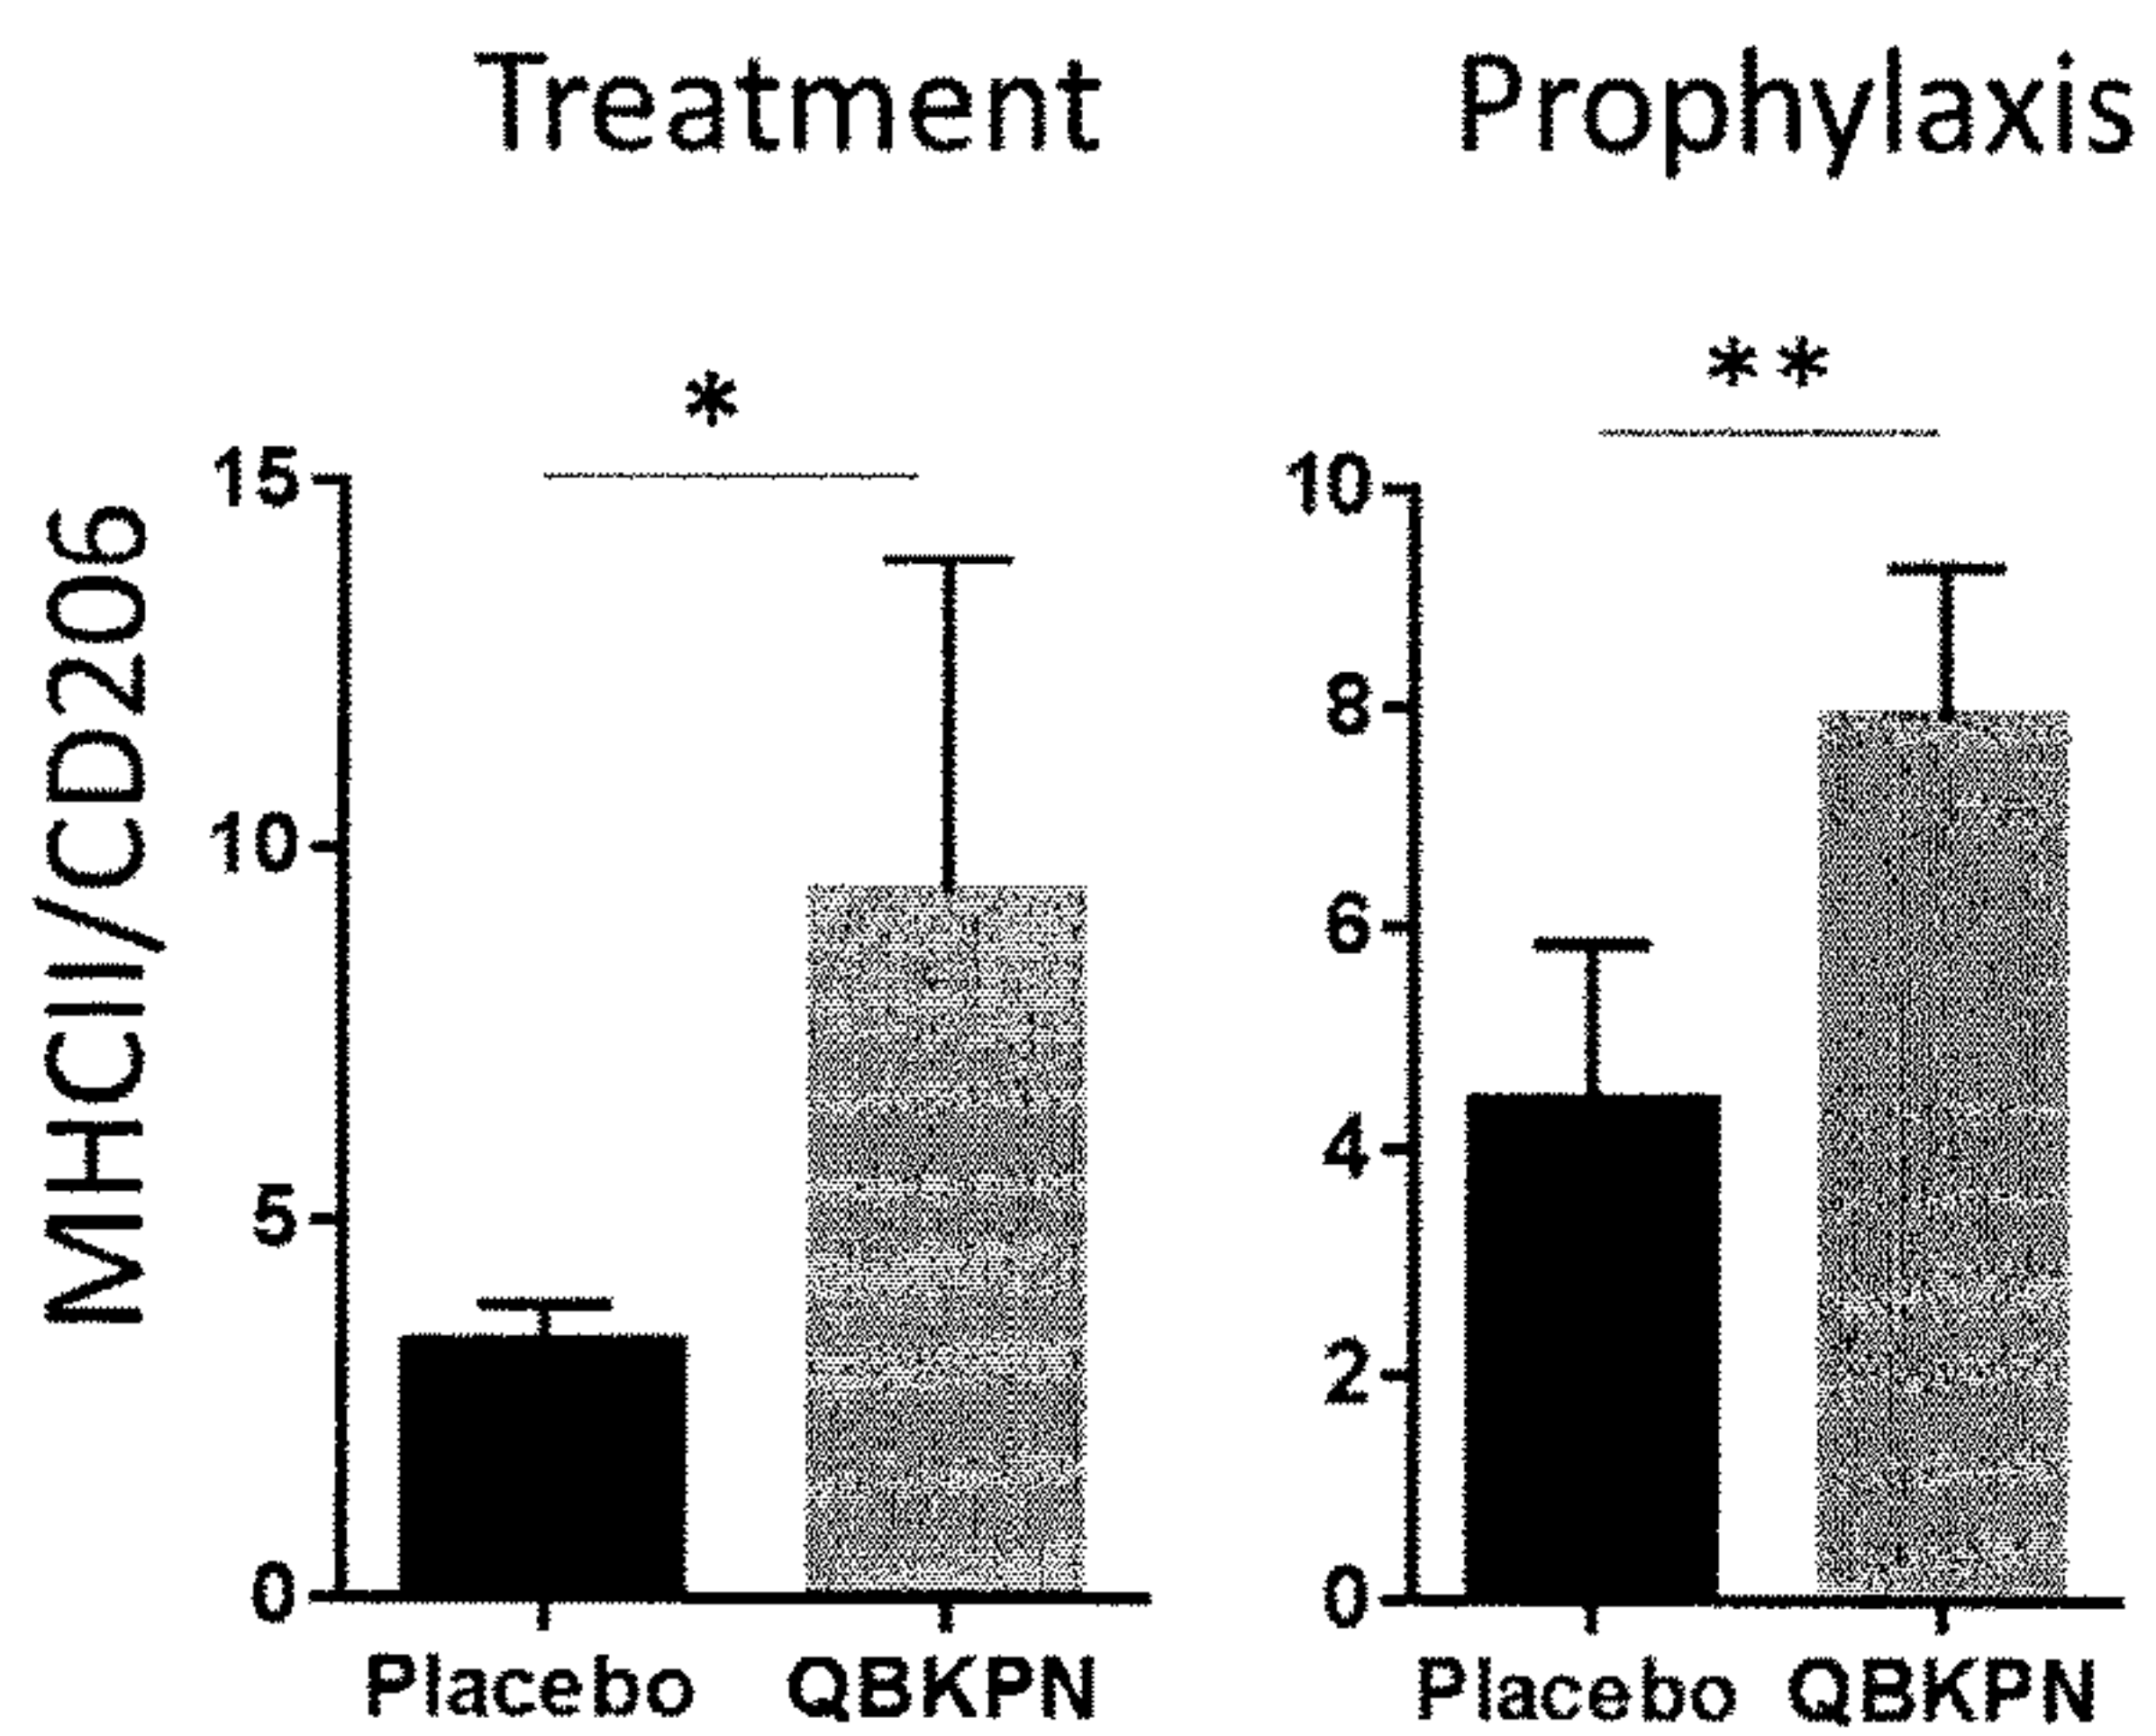 Treatment
Prophylaxis
MHCII/CD206
*
15
10
5
0
Placebo QBKPN
**
10
8
6
4
2
0
Placebo QBKPN